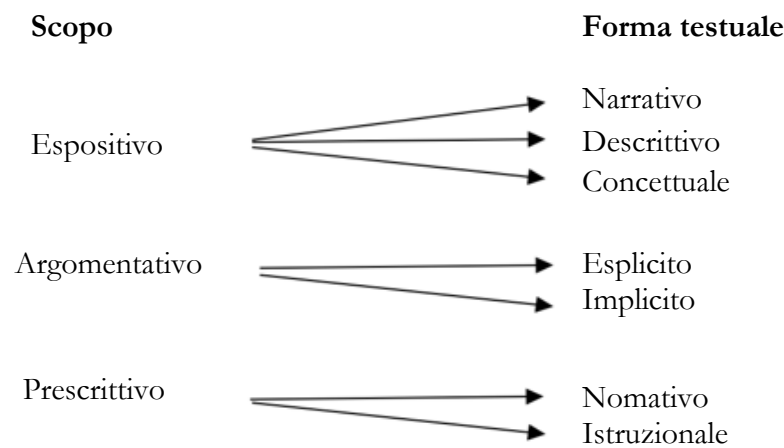 Scopo Forma testuale
Narrativo
Espositivo Descrittivo
Concettuale
Argomentativo Esplicito
Implicito
Prescrittivo Nomativo
Istruzionale